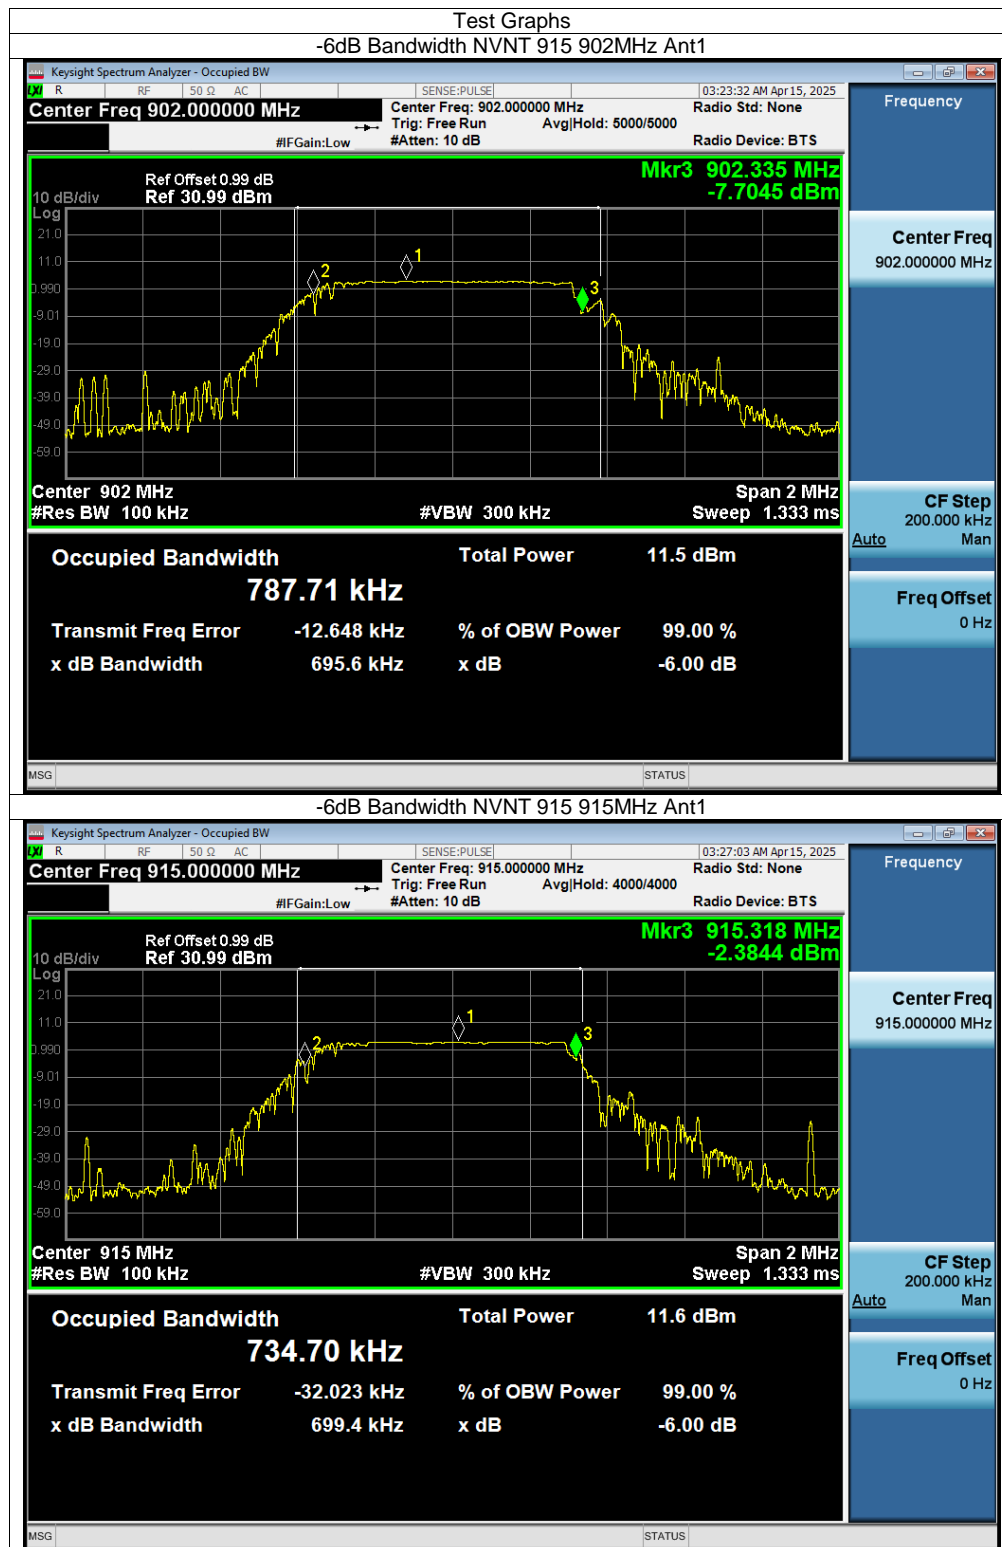 Test Graphs
-6dB Bandwidth NVNT 915 902MHz Ant1
Keysight Spectrum Analyzer - Occupied BW
LXI R RF 50 Ω AC SENSE:PULSE 03:23:32 AM Apr 15, 2025
Center Freq 902.000000 MHz
Center Freq: 902.000000 MHz Radio Std: None
Trig: Free Run Avg|Hold: 5000/5000
#IFGain:Low #Atten: 10 dB Radio Device: BTS
Frequency
Mkr3 902.335 MHz
-7.7045 dBm
Ref Offset 0.99 dB
10 dB/div Ref 30.99 dBm
Log
21.0
11.0
0.990
-9.01
-19.0
-29.0
-39.0
-49.0
-59.0
1
2
3
Center 902 MHz Span 2 MHz
#Res BW 100 kHz #VBW 300 kHz Sweep 1.333 ms
Occupied Bandwidth Total Power 11.5 dBm
787.71 kHz
Transmit Freq Error -12.648 kHz % of OBW Power 99.00 %
x dB Bandwidth 695.6 kHz x dB -6.00 dB
Center Freq
902.000000 MHz
CF Step
200.000 kHz
Auto Man
Freq Offset
0 Hz
MSG STATUS
-6dB Bandwidth NVNT 915 915MHz Ant1
Keysight Spectrum Analyzer - Occupied BW
LXI R RF 50 Ω AC SENSE:PULSE 03:27:03 AM Apr 15, 2025
Center Freq 915.000000 MHz
Center Freq: 915.000000 MHz Radio Std: None
Trig: Free Run Avg|Hold: 4000/4000
#IFGain:Low #Atten: 10 dB Radio Device: BTS
Frequency
Mkr3 915.318 MHz
-2.3844 dBm
Ref Offset 0.99 dB
10 dB/div Ref 30.99 dBm
Log
21.0
11.0
0.990
-9.01
-19.0
-29.0
-39.0
-49.0
-59.0
1
2
3
Center 915 MHz Span 2 MHz
#Res BW 100 kHz #VBW 300 kHz Sweep 1.333 ms
Occupied Bandwidth Total Power 11.6 dBm
734.70 kHz
Transmit Freq Error -32.023 kHz % of OBW Power 99.00 %
x dB Bandwidth 699.4 kHz x dB -6.00 dB
Center Freq
915.000000 MHz
CF Step
200.000 kHz
Auto Man
Freq Offset
0 Hz
MSG STATUS